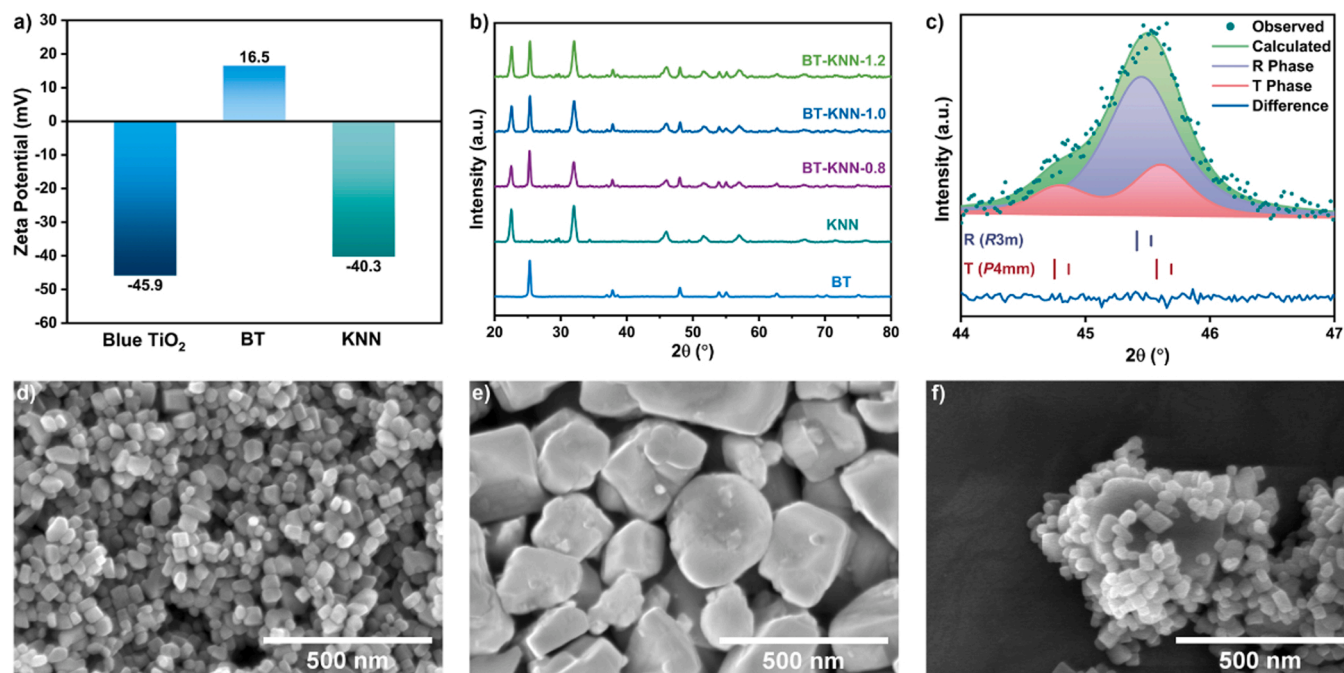 a)
Zeta Potential (mV)
30
20
10
0
-10
-20
-30
-40
-50
-60
16.5
-45.9
-40.3
Blue TiO₂ BT KNN
b)
Intensity (a.u.)
BT-KNN-1.2
BT-KNN-1.0
BT-KNN-0.8
KNN
BT
20 30 40 50 60 70 80
2θ (°)
c)
Intensity (a.u.)
Observed
Calculated
R Phase
T Phase
Difference
R (R3m)
T (P4mm)
44 45 46 47
2θ (°)
d)
500 nm
e)
500 nm
f)
500 nm